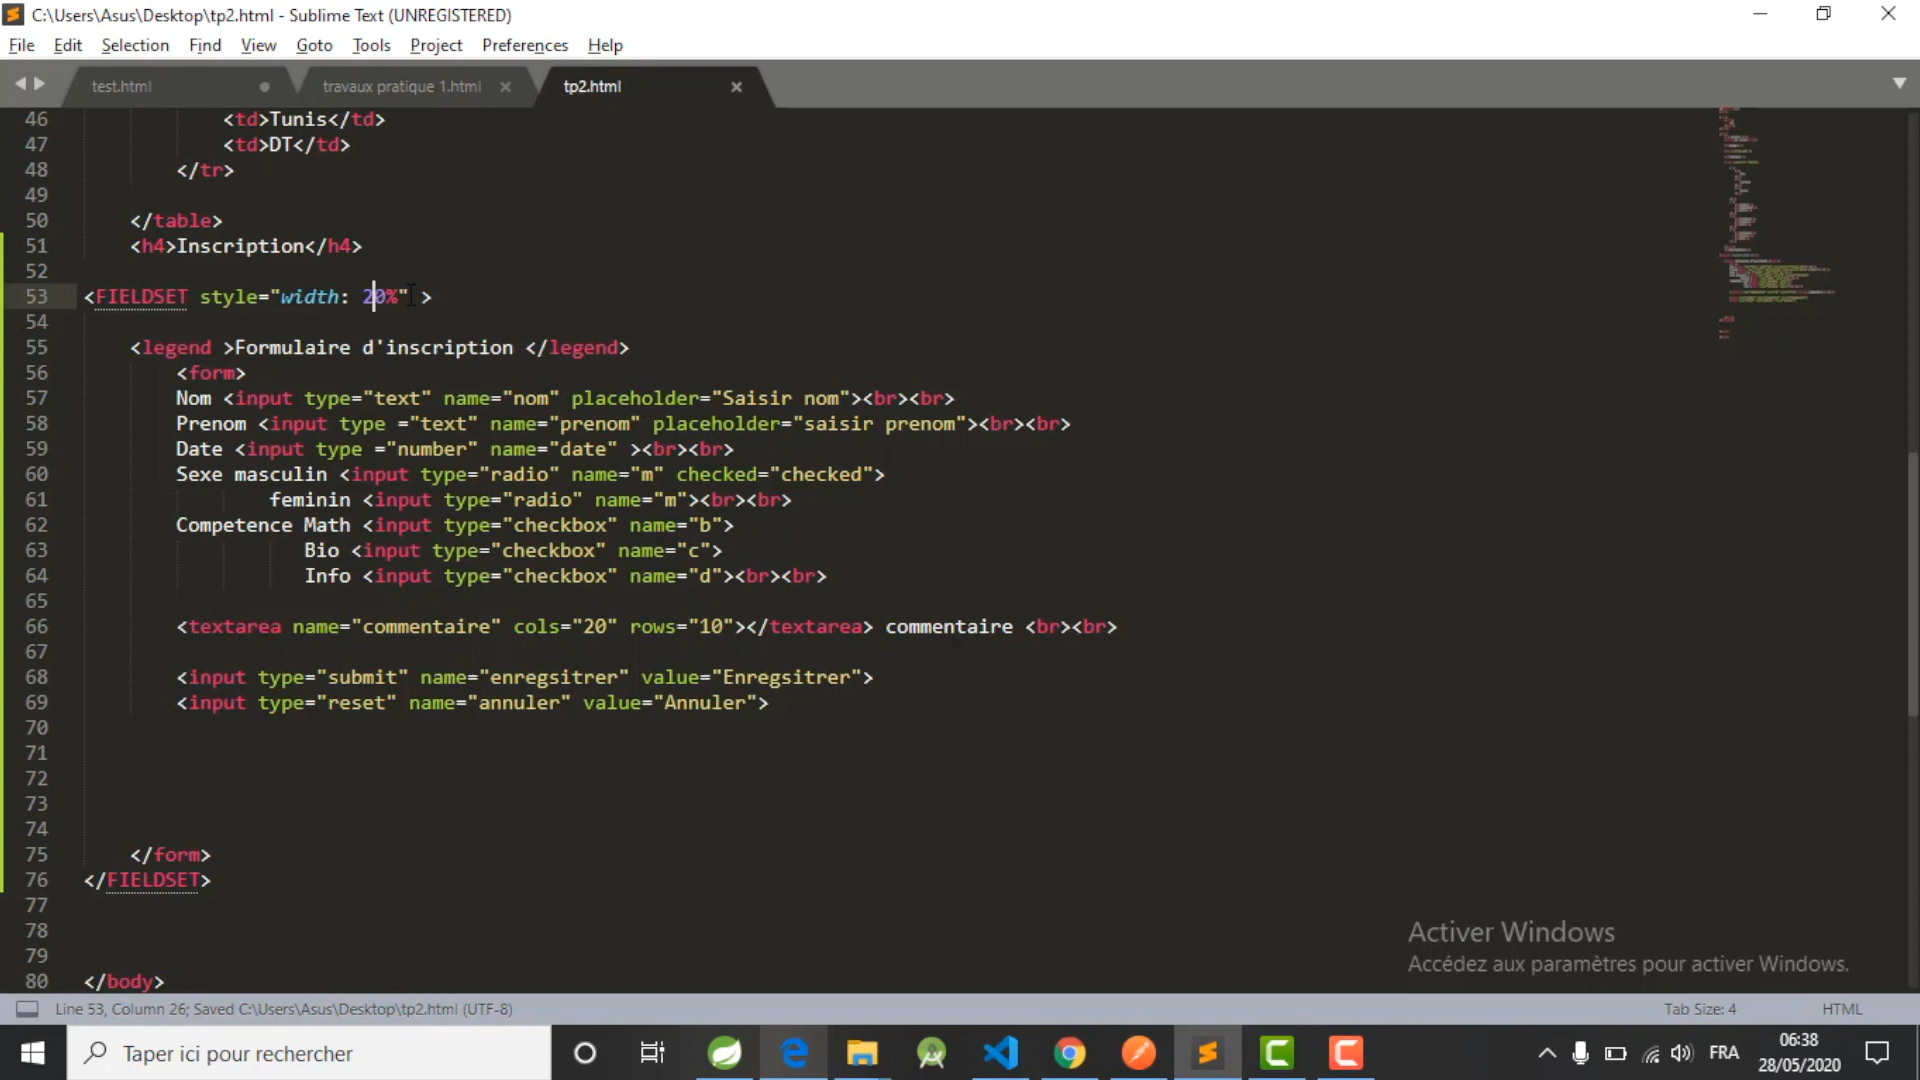 C:\Users\Asus\Desktop\tp2.html - Sublime Text (UNREGISTERED)
File Edit Selection Find View Goto Tools Project Preferences Help
test.html travaux pratique 1.html tp2.html
46 <td>Tunis</td>
47 <td>DT</td>
48 </tr>
49
50 </table>
51 <h4>Inscription</h4>
52
53 <FIELDSET style="width: 20%" >
54
55 <legend >Formulaire d'inscription </legend>
56 <form>
57 Nom <input type="text" name="nom" placeholder="Saisir nom"><br><br>
58 Prenom <input type ="text" name="prenom" placeholder="saisir prenom"><br><br>
59 Date <input type ="number" name="date" ><br><br>
60 Sexe masculin <input type="radio" name="m" checked="checked">
61 feminin <input type="radio" name="m"><br><br>
62 Competence Math <input type="checkbox" name="b">
63 Bio <input type="checkbox" name="c">
64 Info <input type="checkbox" name="d"><br><br>
65
66 <textarea name="commentaire" cols="20" rows="10"></textarea> commentaire <br><br>
67
68 <input type="submit" name="enregsitrer" value="Enregsitrer">
69 <input type="reset" name="annuler" value="Annuler">
70
71
72
73
74
75 </form>
76 </FIELDSET>
77
78
79
80 </body>
Activer Windows
Accédez aux paramètres pour activer Windows.
Line 53, Column 26; Saved C:\Users\Asus\Desktop\tp2.html (UTF-8) Tab Size: 4 HTML
Taper ici pour rechercher
FRA
06:38
28/05/2020